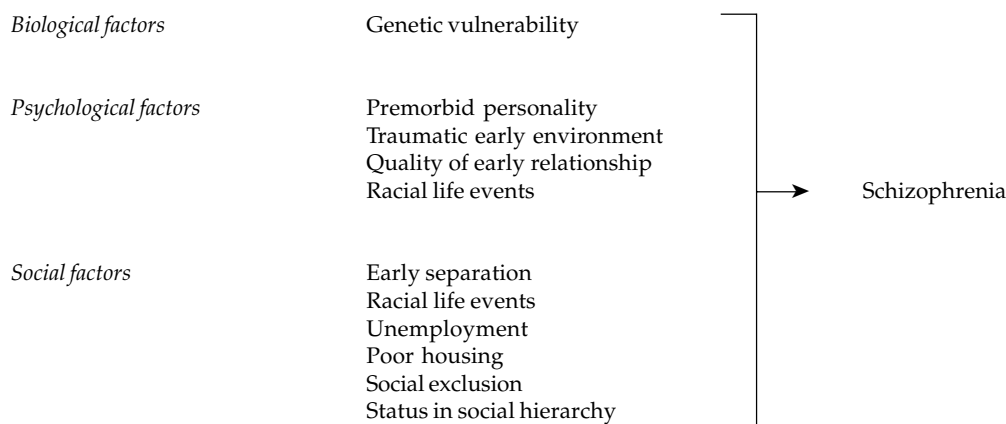 Biological factors Genetic vulnerability
Psychological factors Premorbid personality
Traumatic early environment
Quality of early relationship
Racial life events Schizophrenia
Social factors Early separation
Racial life events
Unemployment
Poor housing
Social exclusion
Status in social hierarchy